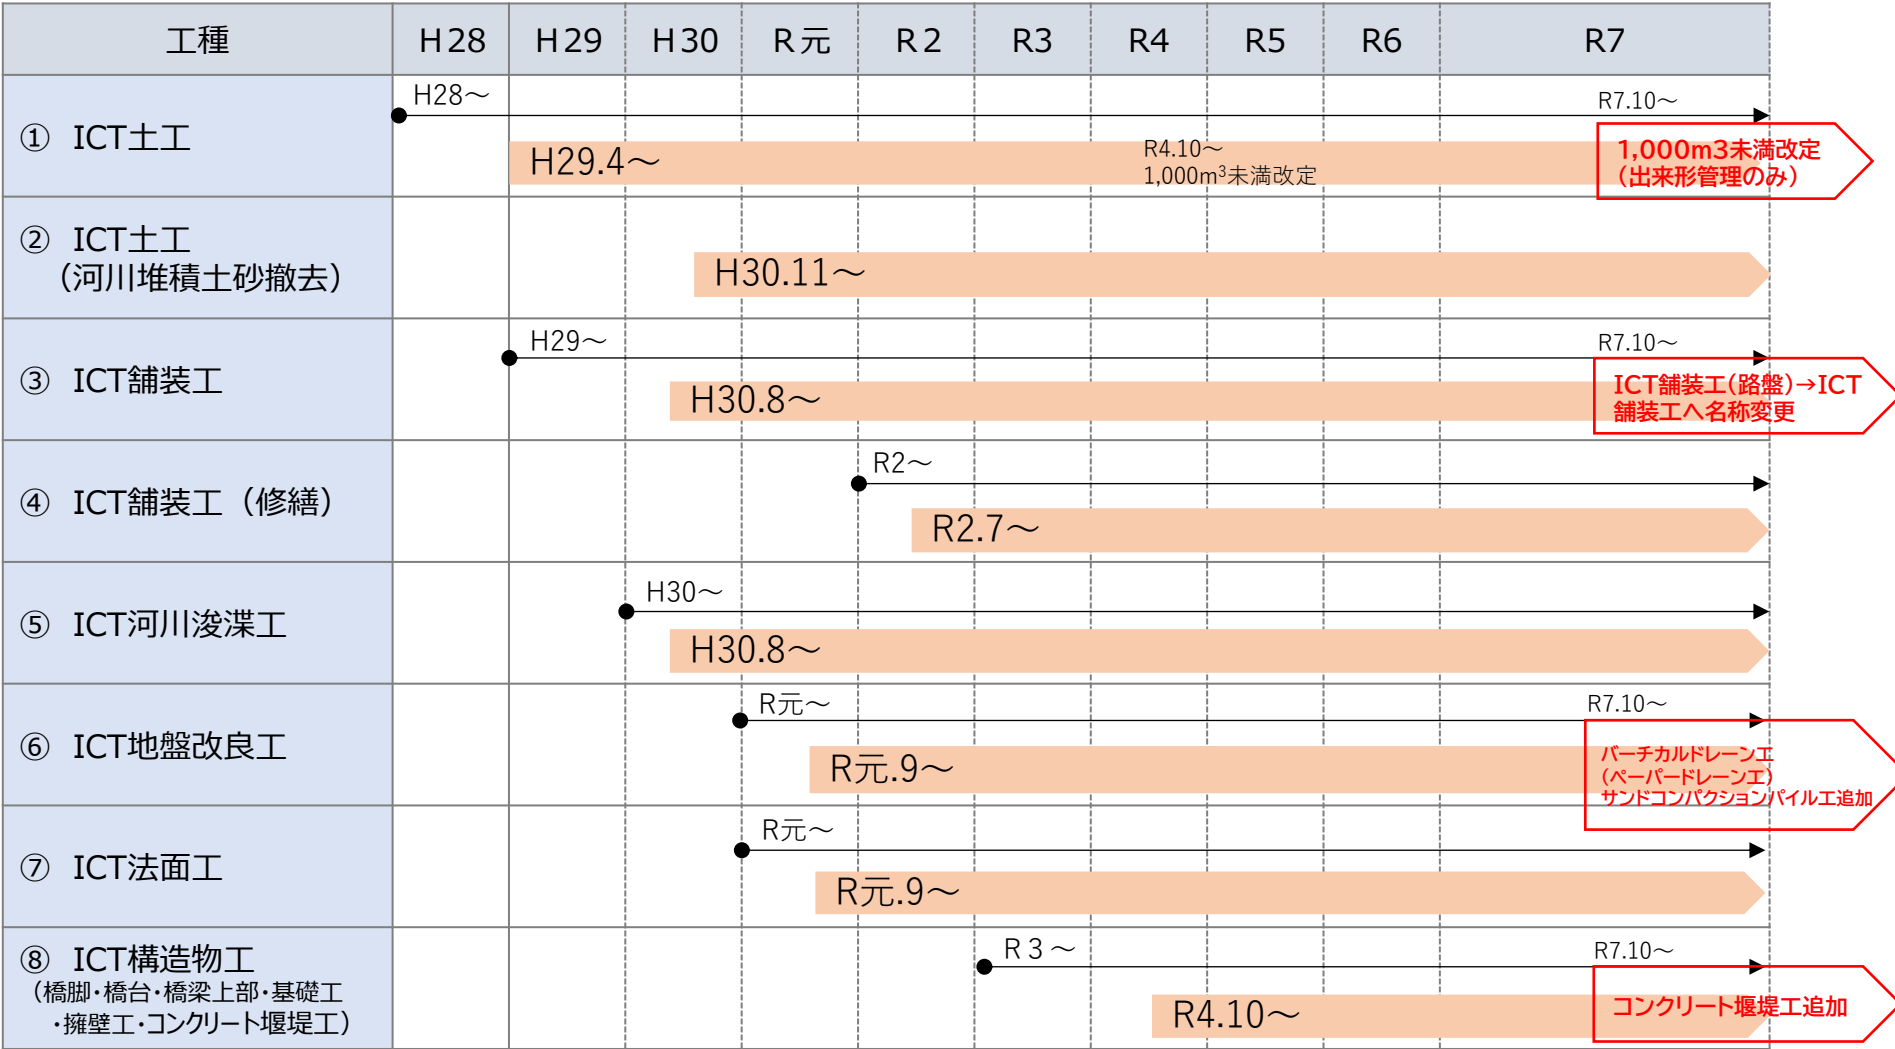 工種 H28 H29 H30 R元 R2 R3 R4 R5 R6 R7
① ICT土工
H28～
R7.10～
H29.4～
R4.10～
1,000m³未満改定
1,000m3未満改定
（出来形管理のみ）
② ICT土工
（河川堆積土砂撤去）
H30.11～
③ ICT舗装工
H29～
R7.10～
H30.8～
ICT舗装工（路盤）→ICT
舗装工へ名称変更
④ ICT舗装工（修繕）
R2～
R2.7～
⑤ ICT河川浚渫工
H30～
H30.8～
⑥ ICT地盤改良工
R元～
R7.10～
R元.9～
バーチカルドレーン工
（ペーパードレーン工）
サンドコンパクションパイル工追加
⑦ ICT法面工
R元～
R元.9～
⑧ ICT構造物工
（橋脚・橋台・橋梁上部・基礎工
・擁壁工・コンクリート堰堤工）
R３～
R7.10～
R4.10～
コンクリート堰堤工追加